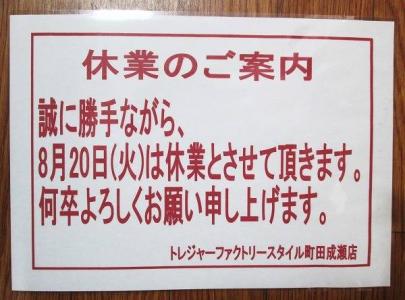 休業のご案内
誠に勝手ながら、
8月20日(火)は休業とさせて頂きます。
何卒よろしくお願い申し上げます。
トレジャーファクトリースタイル町田成瀬店